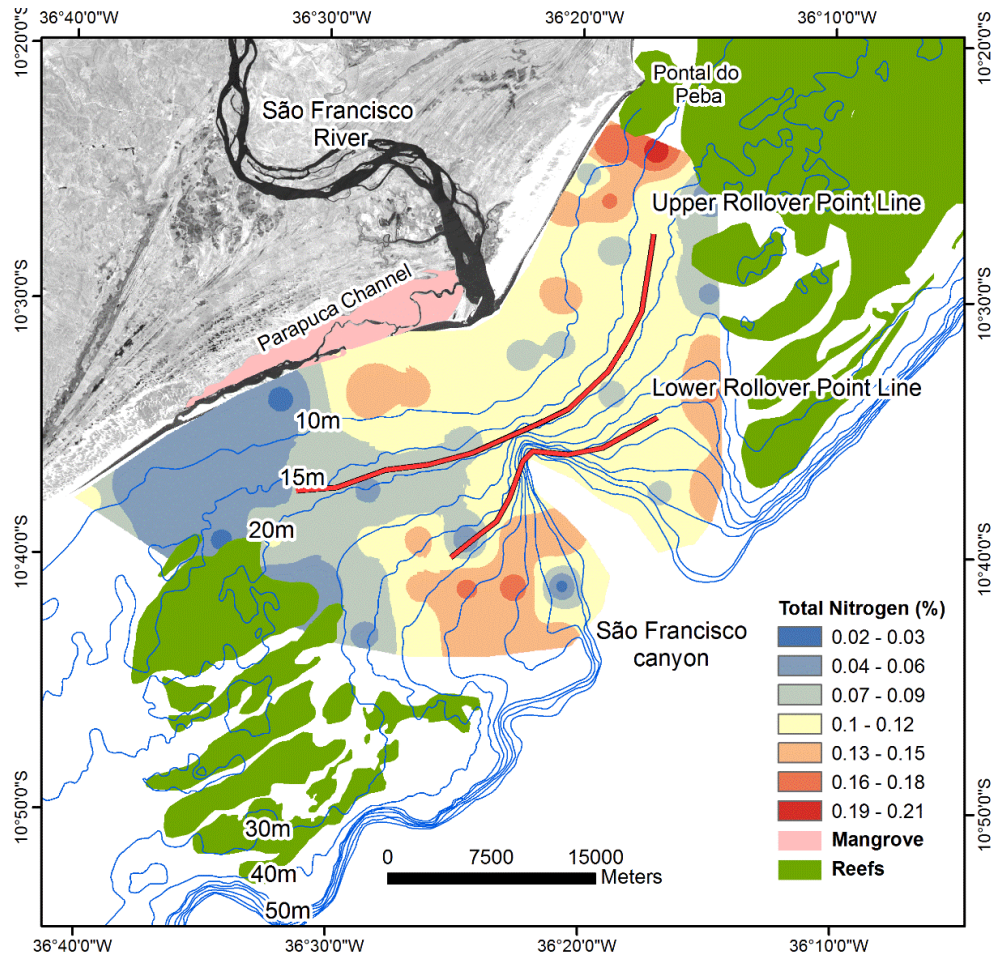 36°40'0"W 36°30'0"W 36°20'0"W 36°10'0"W
10°20'0"S
10°20'0"S
Pontal do
Peba
São Francisco
River
Upper Rollover Point Line
10°30'0"S
10°30'0"S
Parapuca Channel
Lower Rollover Point Line
10m
15m
20m
10°40'0"S
10°40'0"S
São Francisco
canyon
Total Nitrogen (%)
0.02 - 0.03
0.04 - 0.06
0.07 - 0.09
0.1 - 0.12
0.13 - 0.15
0.16 - 0.18
0.19 - 0.21
Mangrove
Reefs
10°50'0"S
10°50'0"S
30m
40m
50m
0 7500 15000
Meters
36°40'0"W 36°30'0"W 36°20'0"W 36°10'0"W